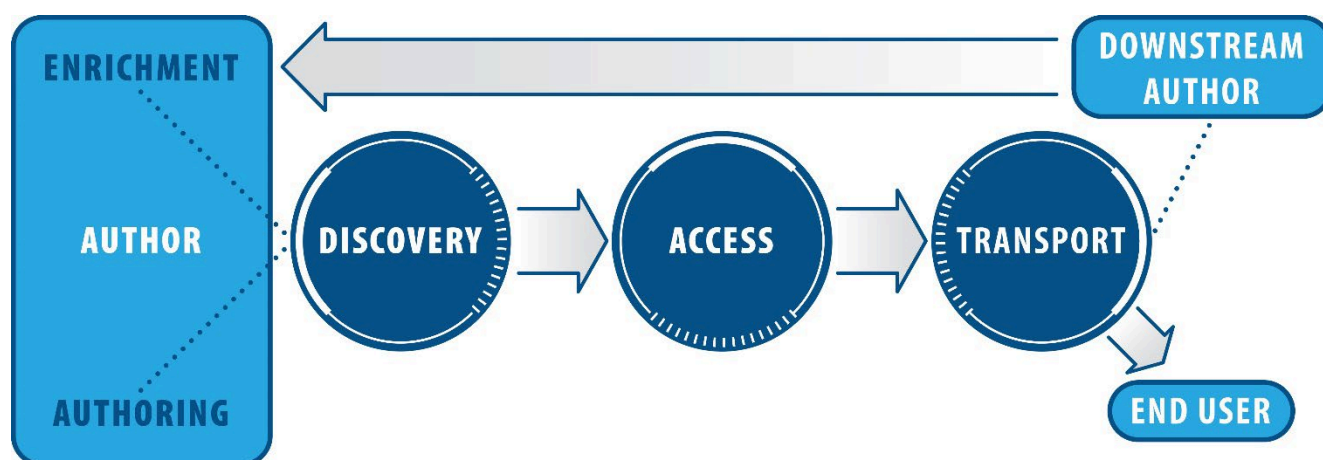 ENRICHMENT
AUTHOR
AUTHORING
DISCOVERY
ACCESS
TRANSPORT
DOWNSTREAM
AUTHOR
END USER